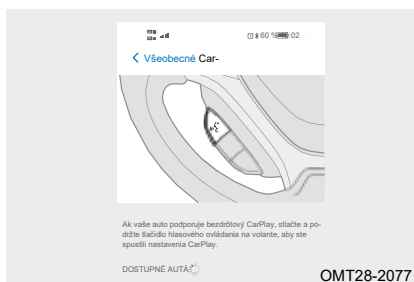 60 % :02
Všeobecné Car-
Ak vaše auto podporuje bezdrôtový CarPlay, stlačte a po-
držte tlačidlo hlasového ovládania na volante, aby ste
spustili nastavenia CarPlay.
DOSTUPNÉ AUTÁ
OMT28-2077